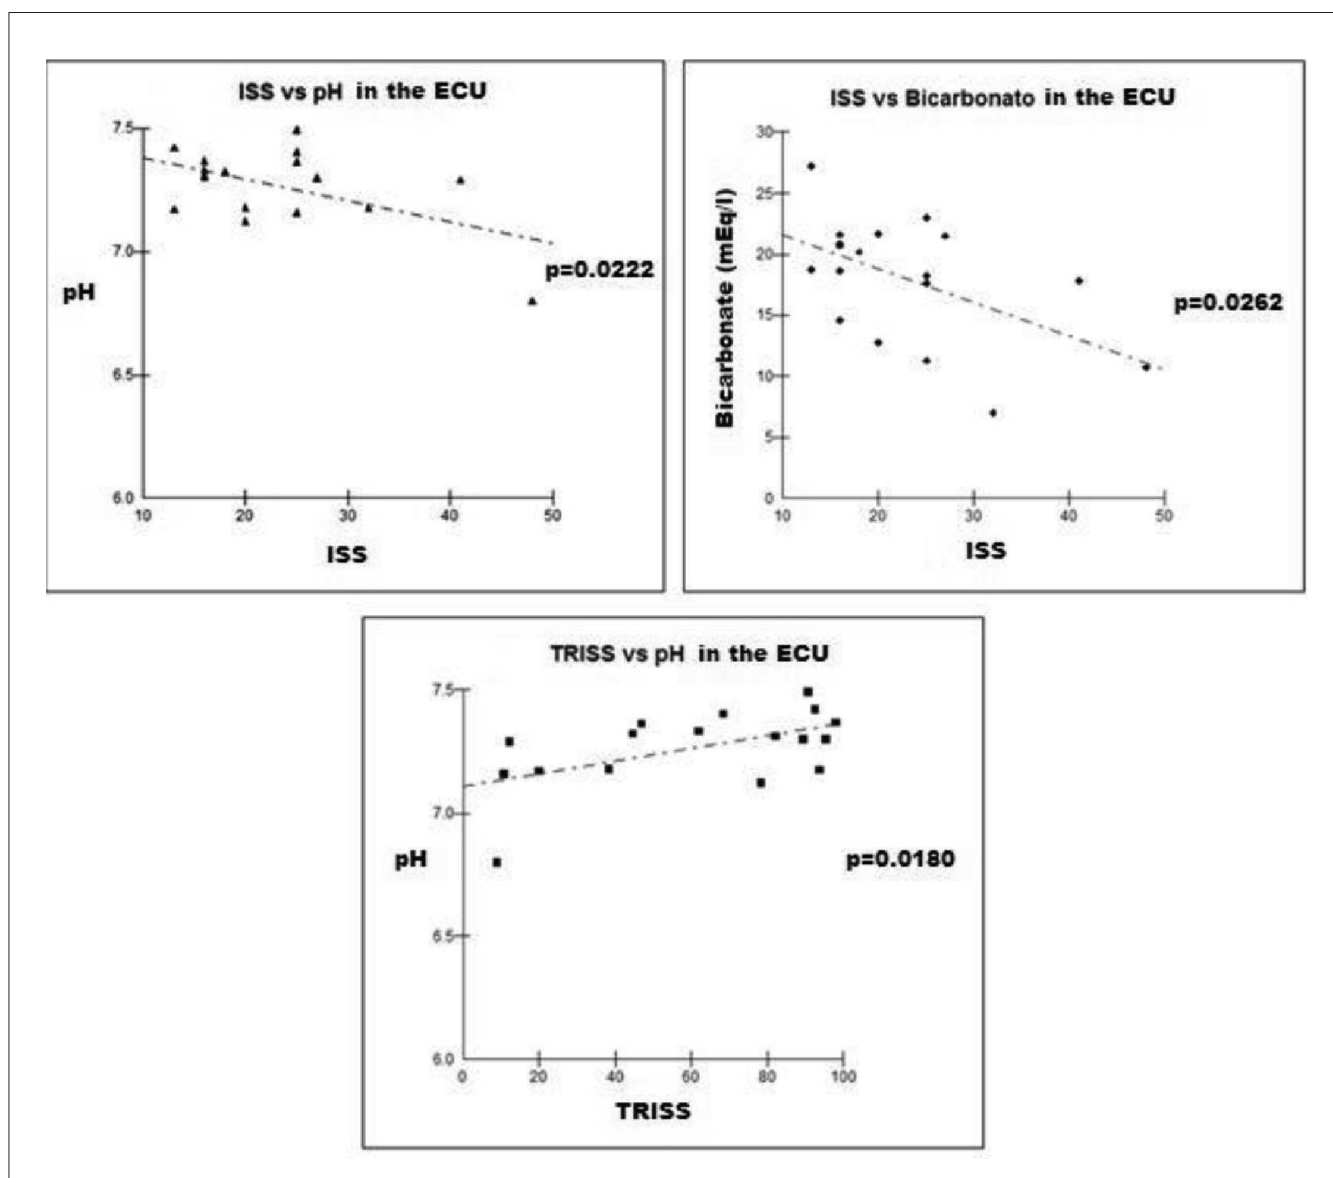 ISS vs pH in the ECU
7.5
7.0
pH
6.5
6.0
10 20 30 40 50
ISS
p=0.0222
ISS vs Bicarbonato in the ECU
30
25
20
15
10
5
0
Bicarbonate (mEq/l)
10 20 30 40 50
ISS
p=0.0262
TRISS vs pH in the ECU
7.5
7.0
pH
6.5
6.0
0 20 40 60 80 100
TRISS
p=0.0180